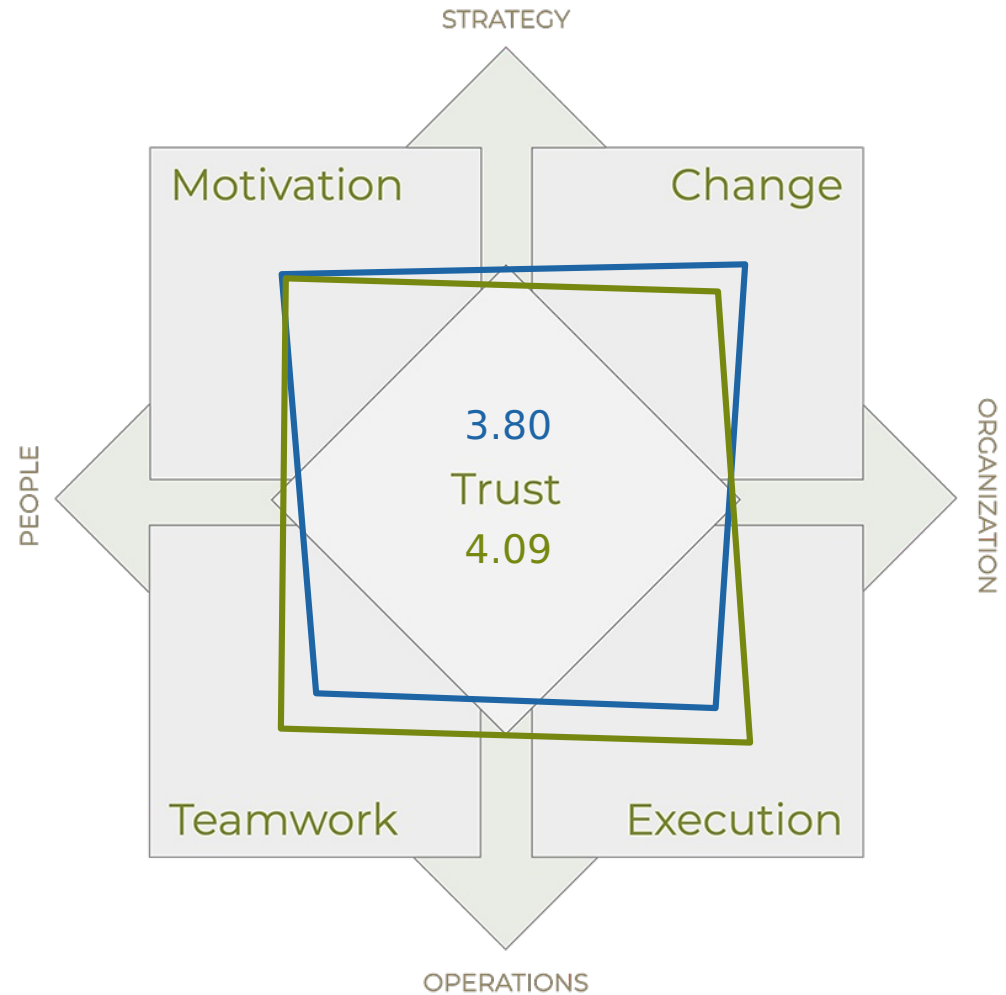 STRATEGY
Motivation
Change
3.80
PEOPLE
Trust
ORGANIZATION
4.09
Teamwork
Execution
OPERATIONS